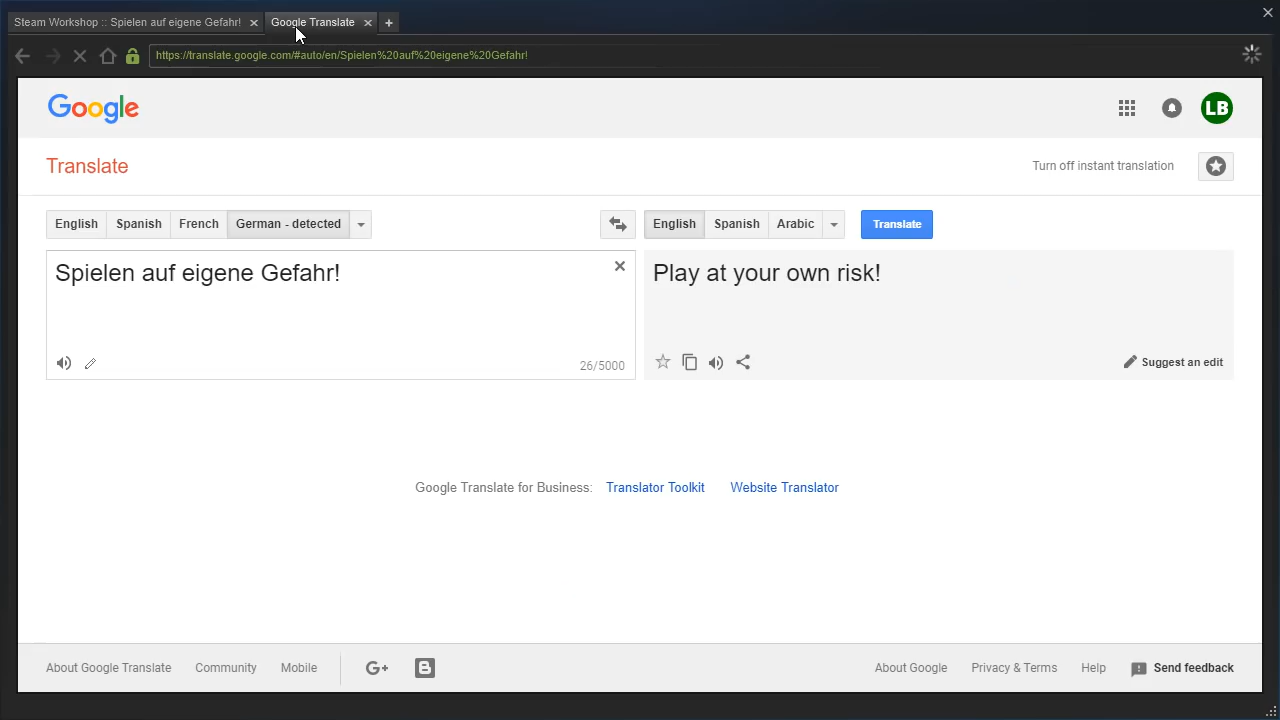 Steam Workshop :: Spielen auf eigene Gefahr!
Google Translate
https://translate.google.com/#auto/en/Spielen%20auf%20eigene%20Gefahr!
Google
LB
Translate
Turn off instant translation
English Spanish French German - detected
English Spanish Arabic
Translate
Spielen auf eigene Gefahr!
Play at your own risk!
26/5000
Suggest an edit
Google Translate for Business: Translator Toolkit Website Translator
About Google Translate Community Mobile G+ B
About Google Privacy & Terms Help Send feedback